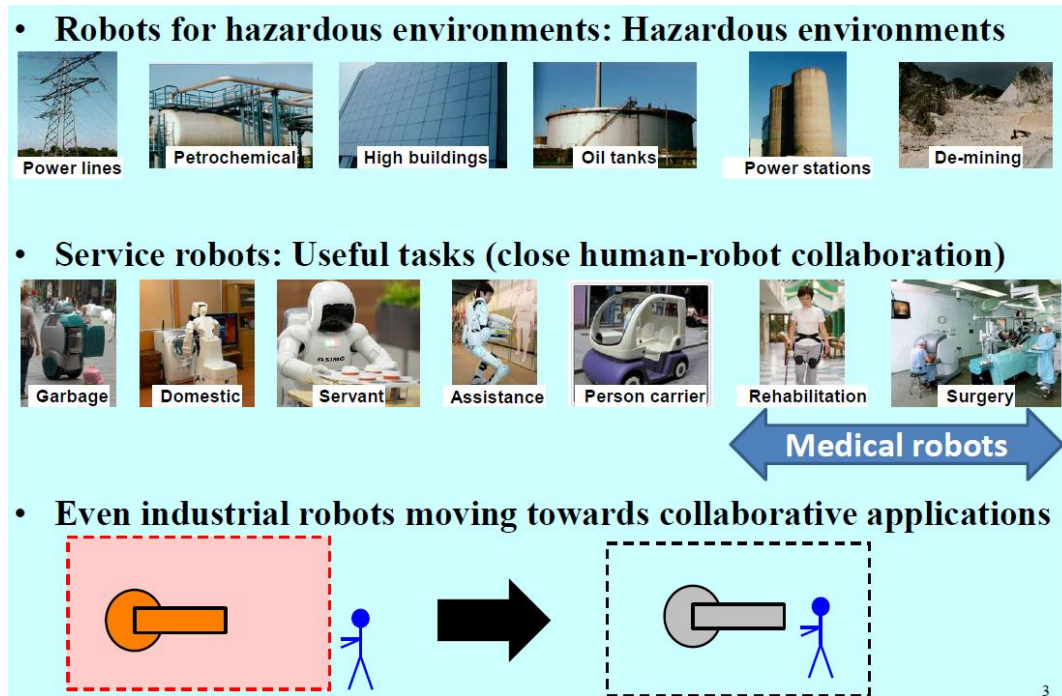 • Robots for hazardous environments: Hazardous environments
Power lines
Petrochemical
High buildings
Oil tanks
Power stations
De-mining
• Service robots: Useful tasks (close human-robot collaboration)
ASIMO
Garbage
Domestic
Servant
Assistance
Person carrier
Rehabilitation
Surgery
Medical robots
• Even industrial robots moving towards collaborative applications
3